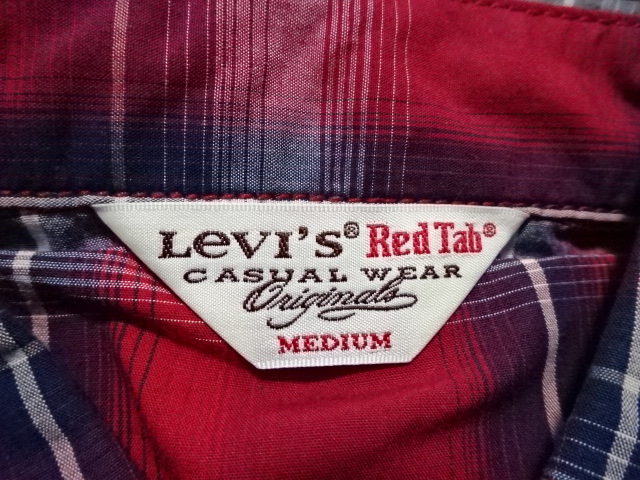 LEVI'S® Red Tab®
CASUAL WEAR
Originals
MEDIUM